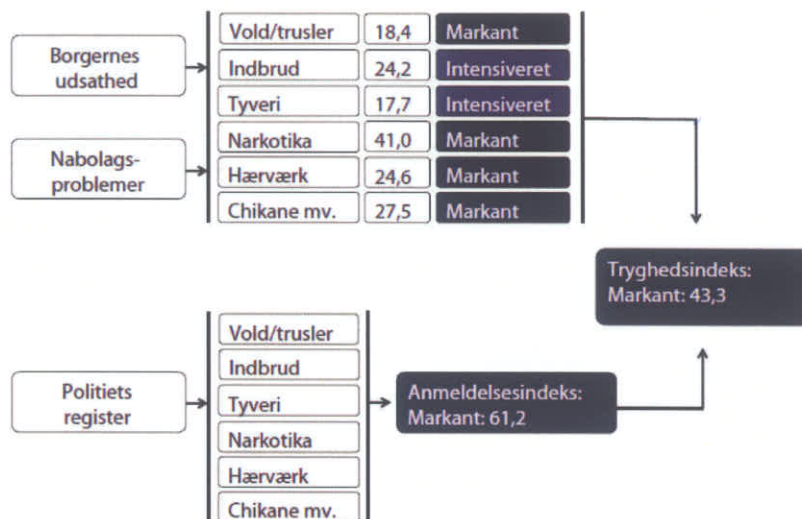 Borgernes
udsathed
Nabolags-
problemer
Vold/trusler 18,4 Markant
Indbrud 24,2 Intensiveret
Tyveri 17,7 Intensiveret
Narkotika 41,0 Markant
Hærværk 24,6 Markant
Chikane mv. 27,5 Markant
Tryghedsindeks:
Markant: 43,3
Politiets
register
Vold/trusler
Indbrud
Tyveri
Narkotika
Hærværk
Chikane mv.
Anmeldelsesindeks:
Markant: 61,2